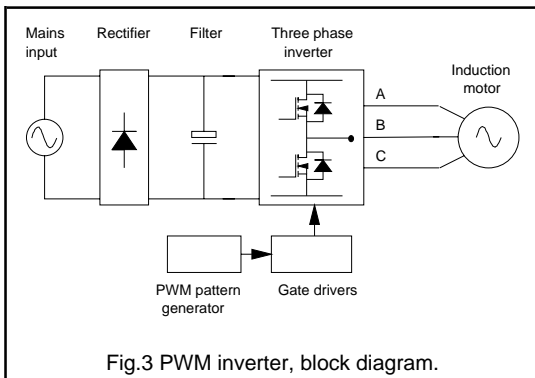 Mains
input
Rectifier
Filter
Three phase
inverter
Induction
motor
A
B
C
PWM pattern
generator
Gate drivers
Fig.3 PWM inverter, block diagram.